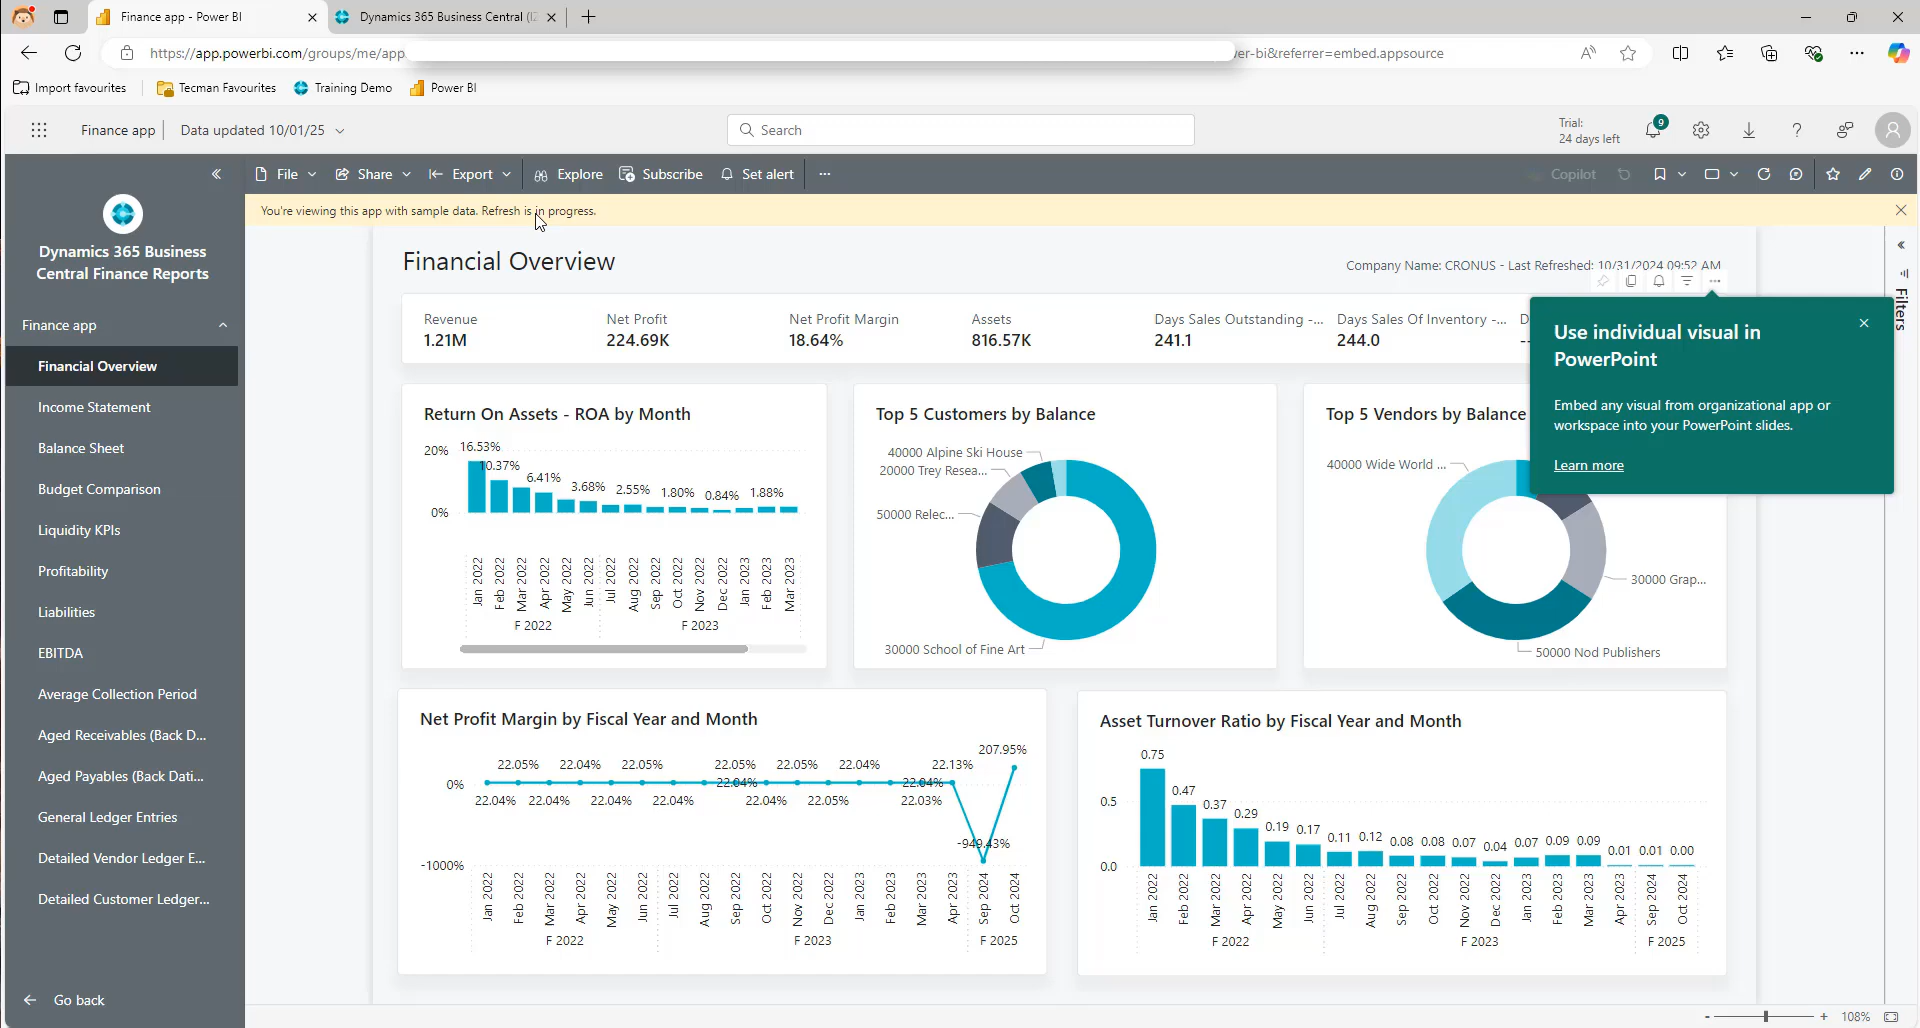 Finance app - Power BI
Dynamics 365 Business Central (
https://app.powerbi.com/groups/me/app
er-bi&referrer=embed.appsource
Import favourites
Tecman Favourites
Training Demo
Power BI
Finance app
Data updated 10/01/25
Search
Trial:
24 days left
9
File
Share
Export
Explore
Subscribe
Set alert
Copilot
You're viewing this app with sample data. Refresh is in progress.
Dynamics 365 Business
Central Finance Reports
Finance app
Financial Overview
Income Statement
Balance Sheet
Budget Comparison
Liquidity KPIs
Profitability
Liabilities
EBITDA
Average Collection Period
Aged Receivables (Back D...
Aged Payables (Back Dati...
General Ledger Entries
Detailed Vendor Ledger E...
Detailed Customer Ledger...
Go back
Financial Overview
Company Name: CRONUS - Last Refreshed: 10/31/2024 09:52 AM
Revenue
1.21M
Net Profit
224.69K
Net Profit Margin
18.64%
Assets
816.57K
Days Sales Outstanding -...
241.1
Days Sales Of Inventory -...
244.0
D
--
Use individual visual in
PowerPoint
Embed any visual from organizational app or
workspace into your PowerPoint slides.
Learn more
Filters
Return On Assets - ROA by Month
20%
0%
16.53%
10.37%
6.41%
3.68%
2.55%
1.80%
0.84%
1.88%
Jan 2022
Feb 2022
Mar 2022
Apr 2022
May 2022
Jun 2022
Jul 2022
Aug 2022
Sep 2022
Oct 2022
Nov 2022
Dec 2022
Jan 2023
Feb 2023
Mar 2023
F 2022
F 2023
Top 5 Customers by Balance
40000 Alpine Ski House
20000 Trey Resea...
50000 Relec...
30000 School of Fine Art
Top 5 Vendors by Balance
40000 Wide World ...
30000 Grap...
50000 Nod Publishers
Net Profit Margin by Fiscal Year and Month
0%
-1000%
22.05%
22.04%
22.05%
22.05%
22.05%
22.04%
22.13%
207.95%
22.04%
22.04%
22.04%
22.04%
22.04%
22.04%
22.04%
22.05%
22.03%
-949.43%
Jan 2022
Feb 2022
Mar 2022
Apr 2022
May 2022
Jun 2022
Jul 2022
Aug 2022
Sep 2022
Oct 2022
Nov 2022
Dec 2022
Jan 2023
Feb 2023
Mar 2023
Apr 2023
Sep 2024
Oct 2024
F 2022
F 2023
F 2025
Asset Turnover Ratio by Fiscal Year and Month
0.5
0.0
0.75
0.47
0.37
0.29
0.19
0.17
0.11
0.12
0.08
0.08
0.07
0.04
0.07
0.09
0.09
0.01
0.01
0.00
Jan 2022
Feb 2022
Mar 2022
Apr 2022
May 2022
Jun 2022
Jul 2022
Aug 2022
Sep 2022
Oct 2022
Nov 2022
Dec 2022
Jan 2023
Feb 2023
Mar 2023
Apr 2023
Sep 2024
Oct 2024
F 2022
F 2023
F 2025
- + 108%